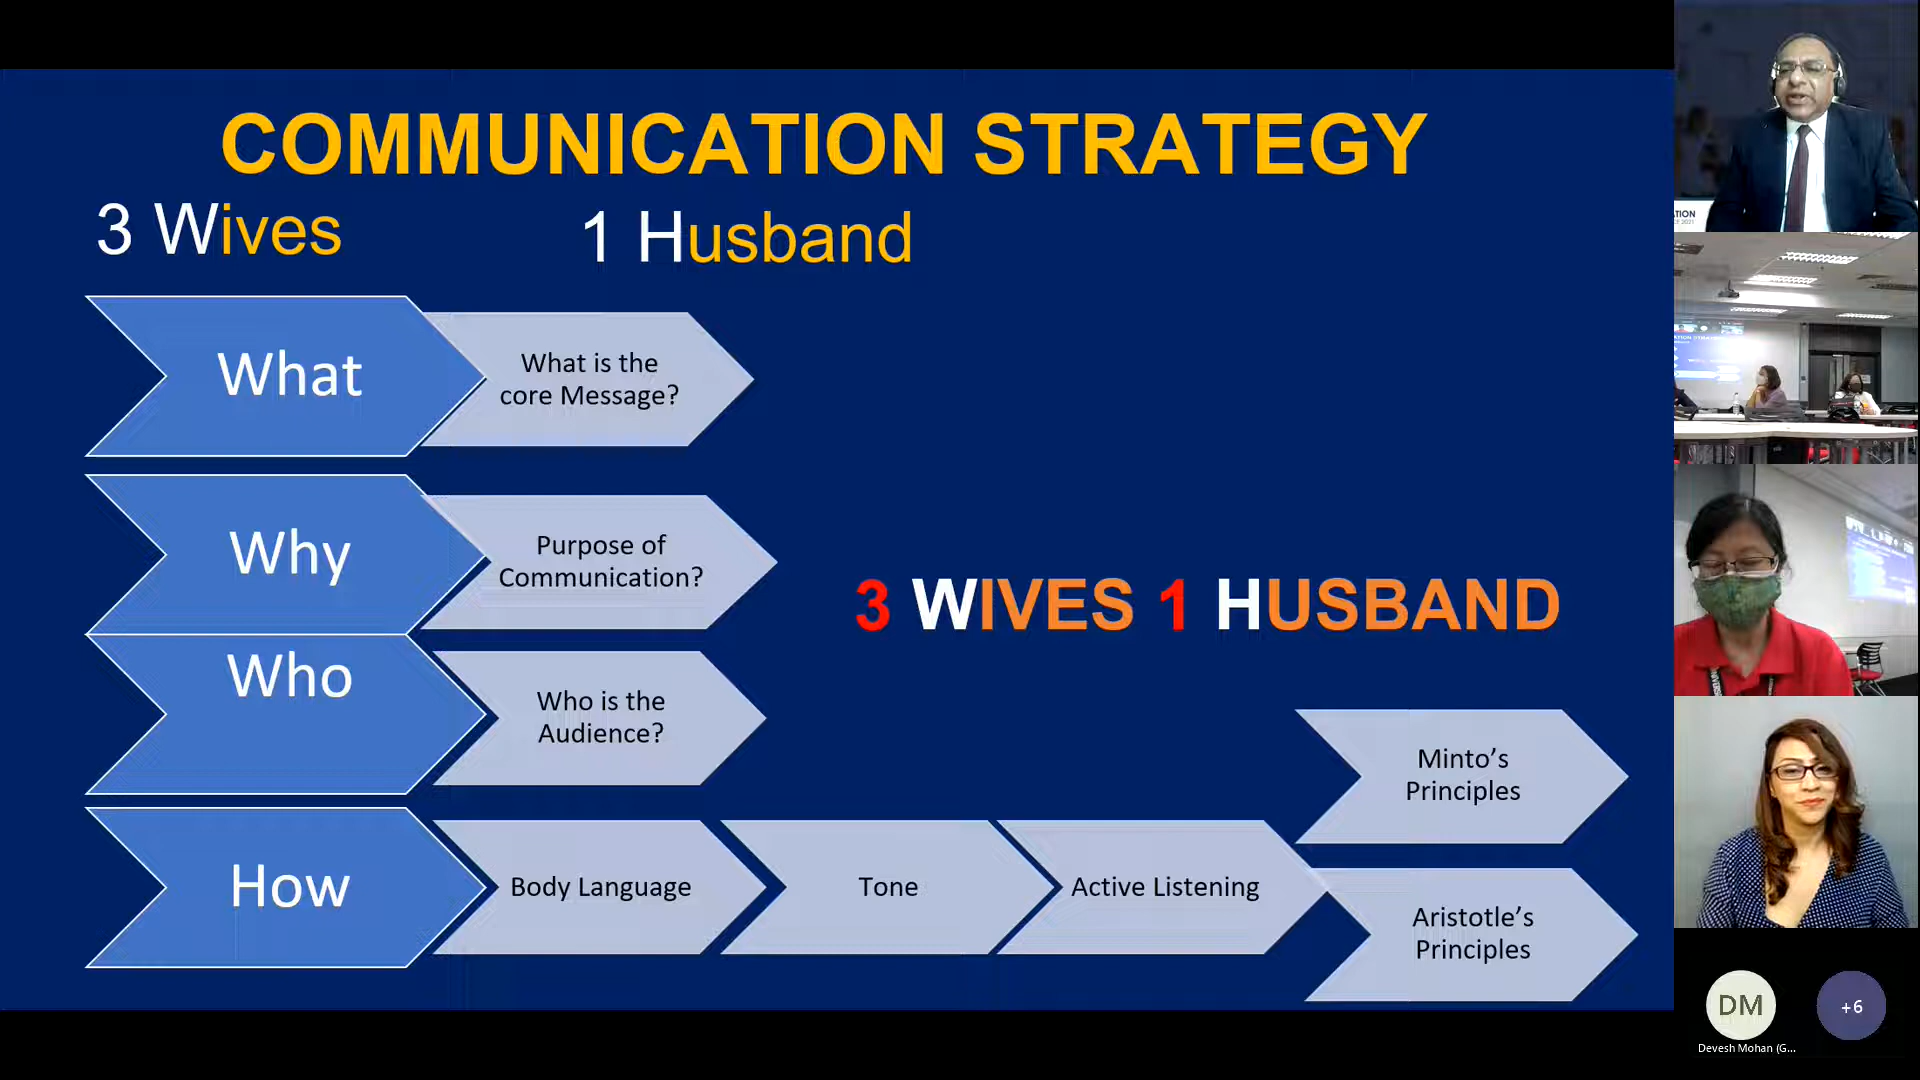 COMMUNICATION STRATEGY
3 Wives
1 Husband
What
What is the
core Message?
Why
Purpose of
Communication?
3 WIVES 1 HUSBAND
Who
Who is the
Audience?
Minto’s
Principles
How
Body Language
Tone
Active Listening
Aristotle’s
Principles
DM
+6
Devesh Mohan (G...